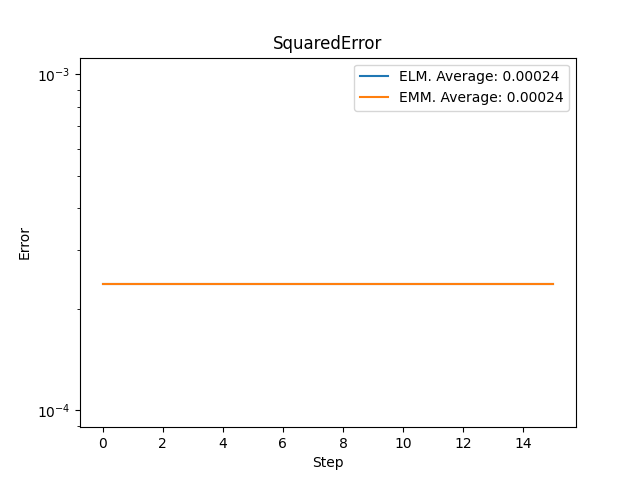 SquaredError
ELM. Average: 0.00024
EMM. Average: 0.00024
10⁻³
10⁻⁴
Error
0 2 4 6 8 10 12 14
Step